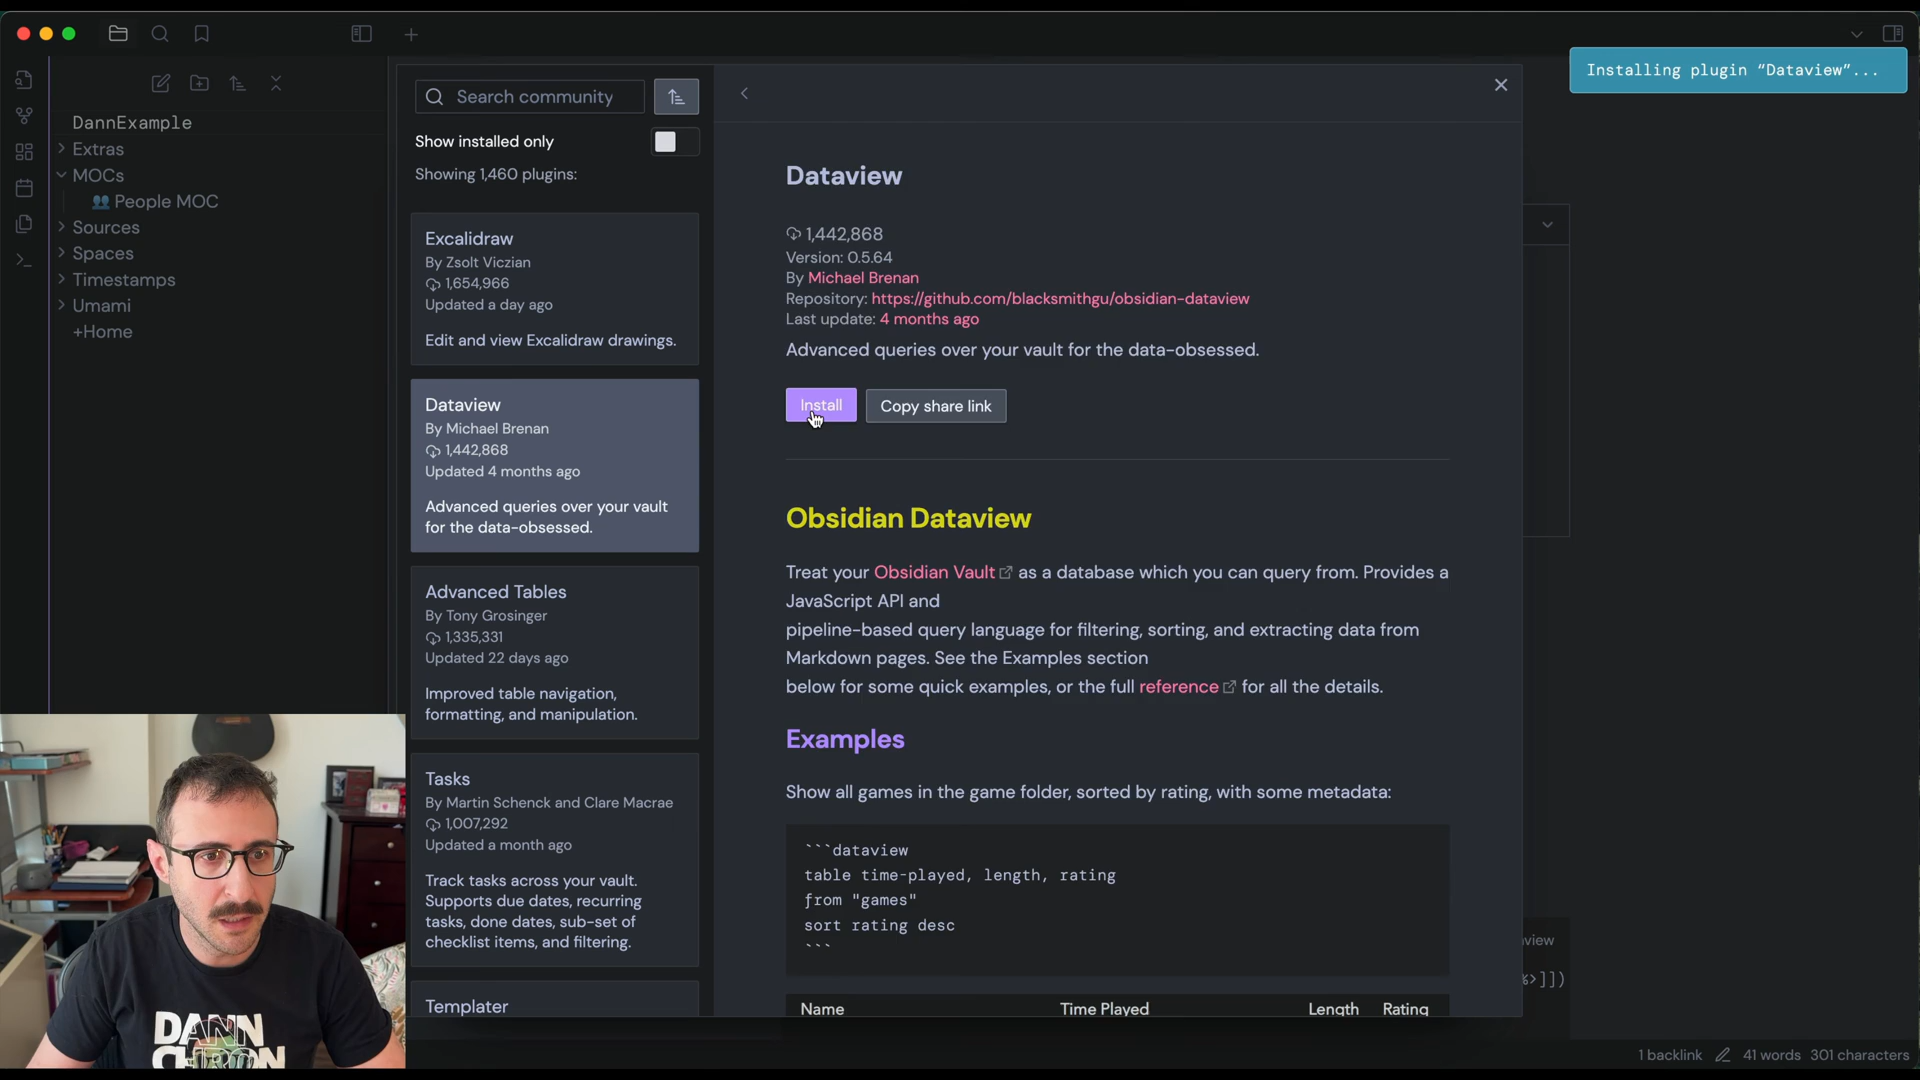 Installing plugin “Dataview”...
DannExample
Extras
MOCs
People MOC
Sources
Spaces
Timestamps
Umami
+Home
Search community
Show installed only
Showing 1,460 plugins:
Excalidraw
By Zsolt Viczian
1,654,966
Updated a day ago
Edit and view Excalidraw drawings.
Dataview
By Michael Brenan
1,442,868
Updated 4 months ago
Advanced queries over your vault
for the data-obsessed.
Advanced Tables
By Tony Grosinger
1,335,331
Updated 22 days ago
Improved table navigation,
formatting, and manipulation.
Tasks
By Martin Schenck and Clare Macrae
1,007,292
Updated a month ago
Track tasks across your vault.
Supports due dates, recurring
tasks, done dates, sub-set of
checklist items, and filtering.
Templater
Dataview
1,442,868
Version: 0.5.64
By Michael Brenan
Repository: https://github.com/blacksmithgu/obsidian-dataview
Last update: 4 months ago
Advanced queries over your vault for the data-obsessed.
Install
Copy share link
Obsidian Dataview
Treat your Obsidian Vault as a database which you can query from. Provides a
JavaScript API and
pipeline-based query language for filtering, sorting, and extracting data from
Markdown pages. See the Examples section
below for some quick examples, or the full reference for all the details.
Examples
Show all games in the game folder, sorted by rating, with some metadata:
```dataview
table time-played, length, rating
from "games"
sort rating desc
```
Name Time Played Length Rating
%>]])
1 backlink 41 words 301 characters
DANN